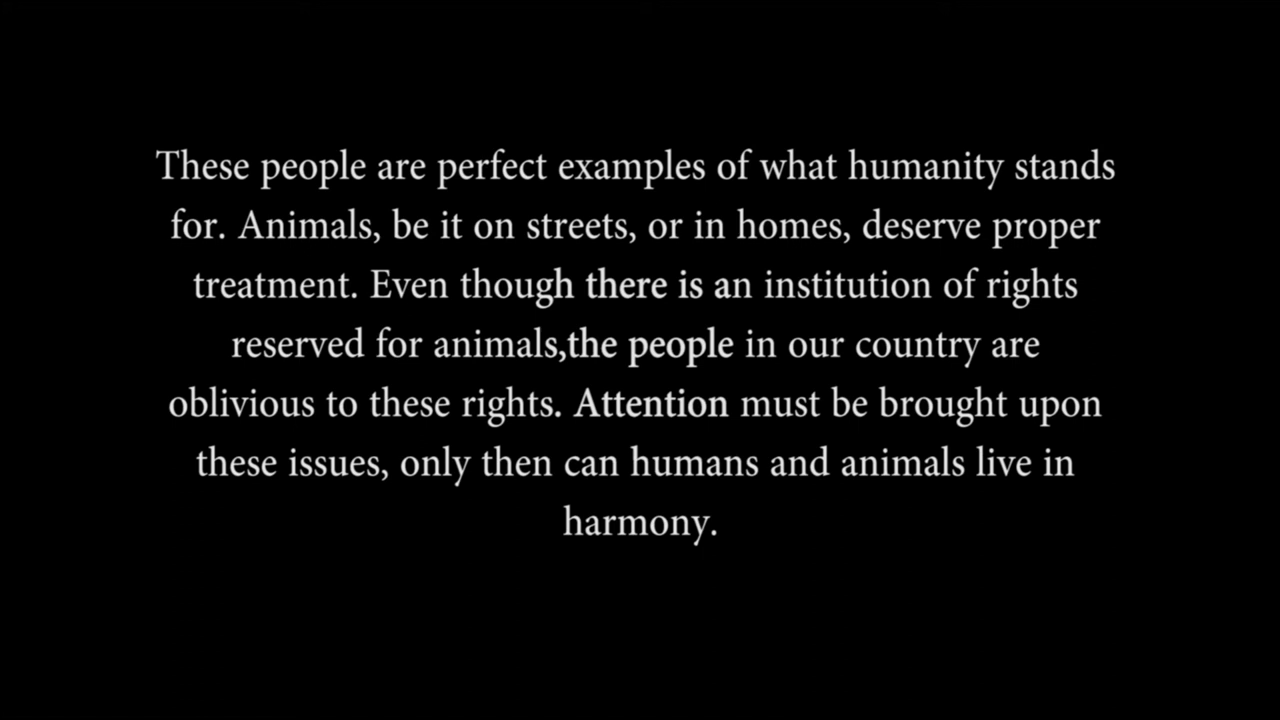 These people are perfect examples of what humanity stands
for. Animals, be it on streets, or in homes, deserve proper
treatment. Even though there is an institution of rights
reserved for animals,the people in our country are
oblivious to these rights. Attention must be brought upon
these issues, only then can humans and animals live in
harmony.